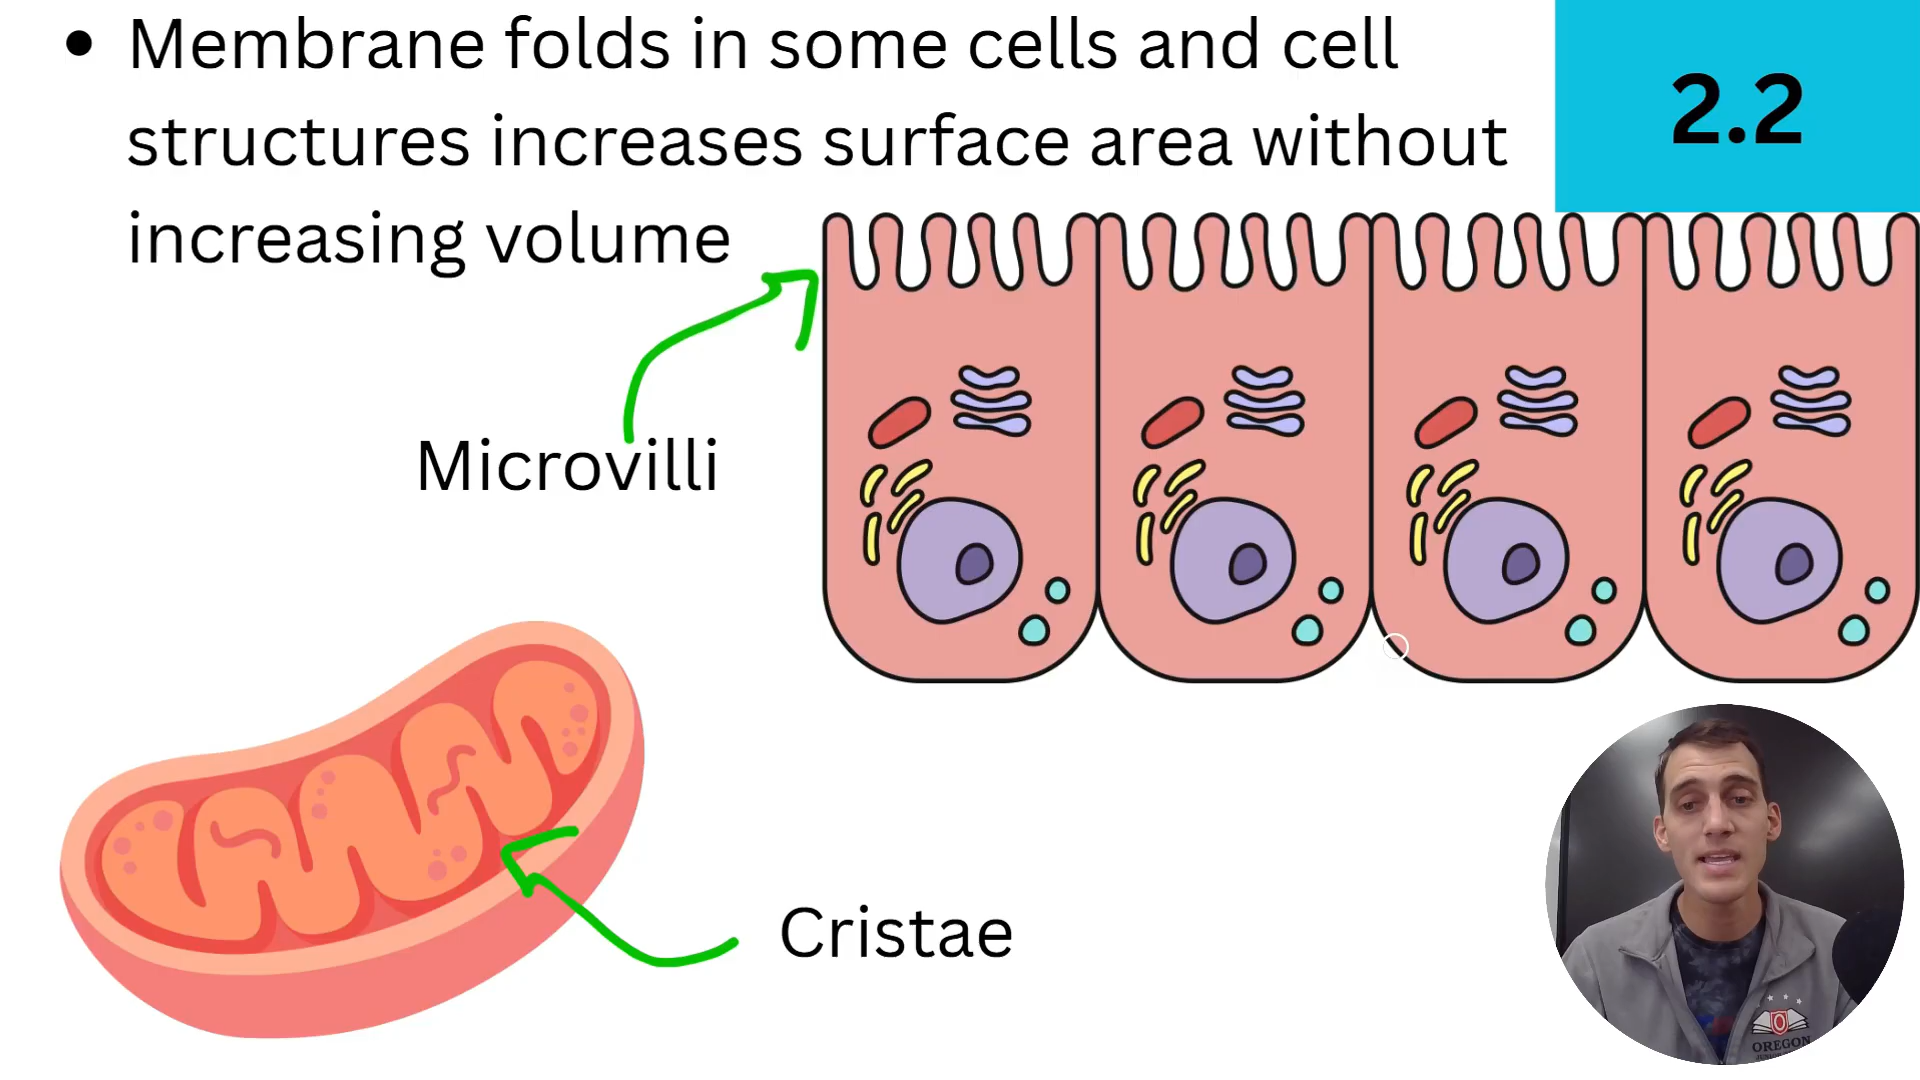 • Membrane folds in some cells and cell
structures increases surface area without
increasing volume
2.2
Microvilli
Cristae
OREGON